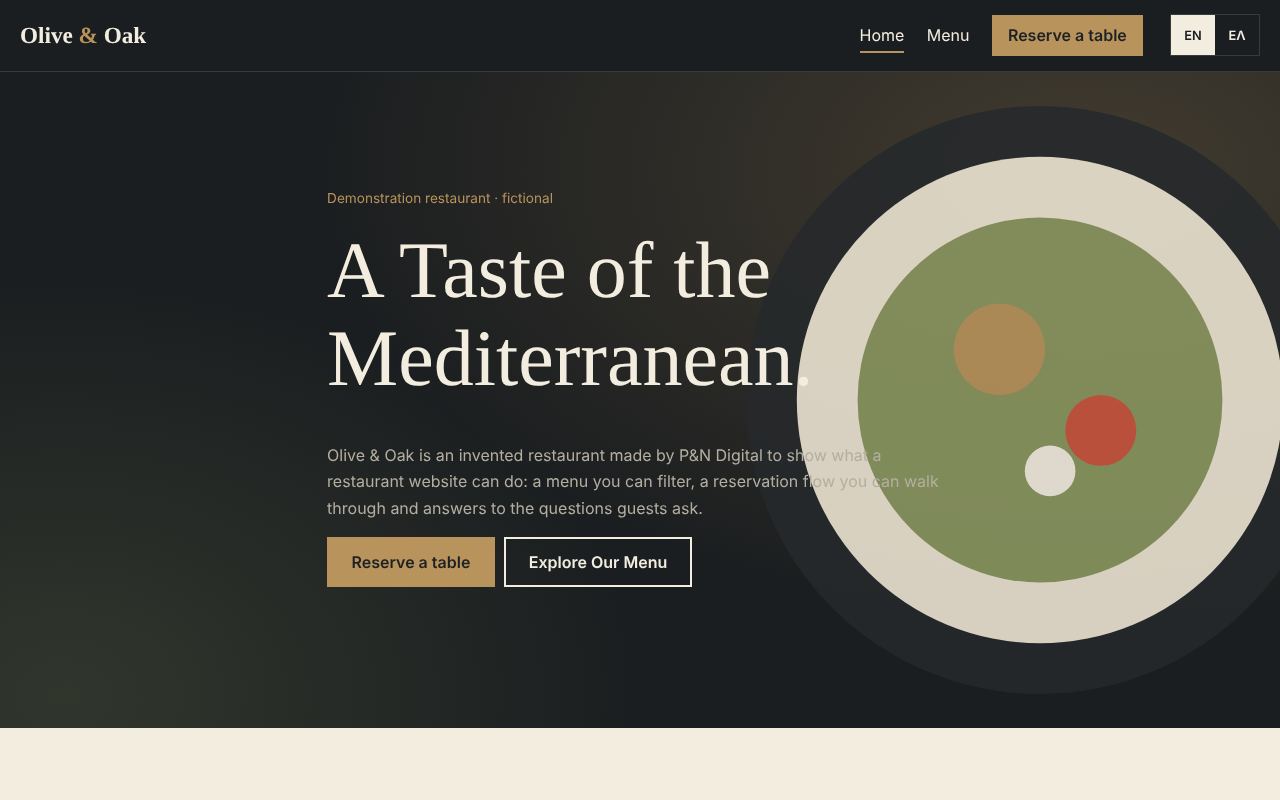 Olive & Oak
Home
Menu
Reserve a table
EN
ΕΛ
Demonstration restaurant · fictional
A Taste of the
Mediterranean.
Olive & Oak is an invented restaurant made by P&N Digital to show what a
restaurant website can do: a menu you can filter, a reservation flow you can walk
through and answers to the questions guests ask.
Reserve a table
Explore Our Menu